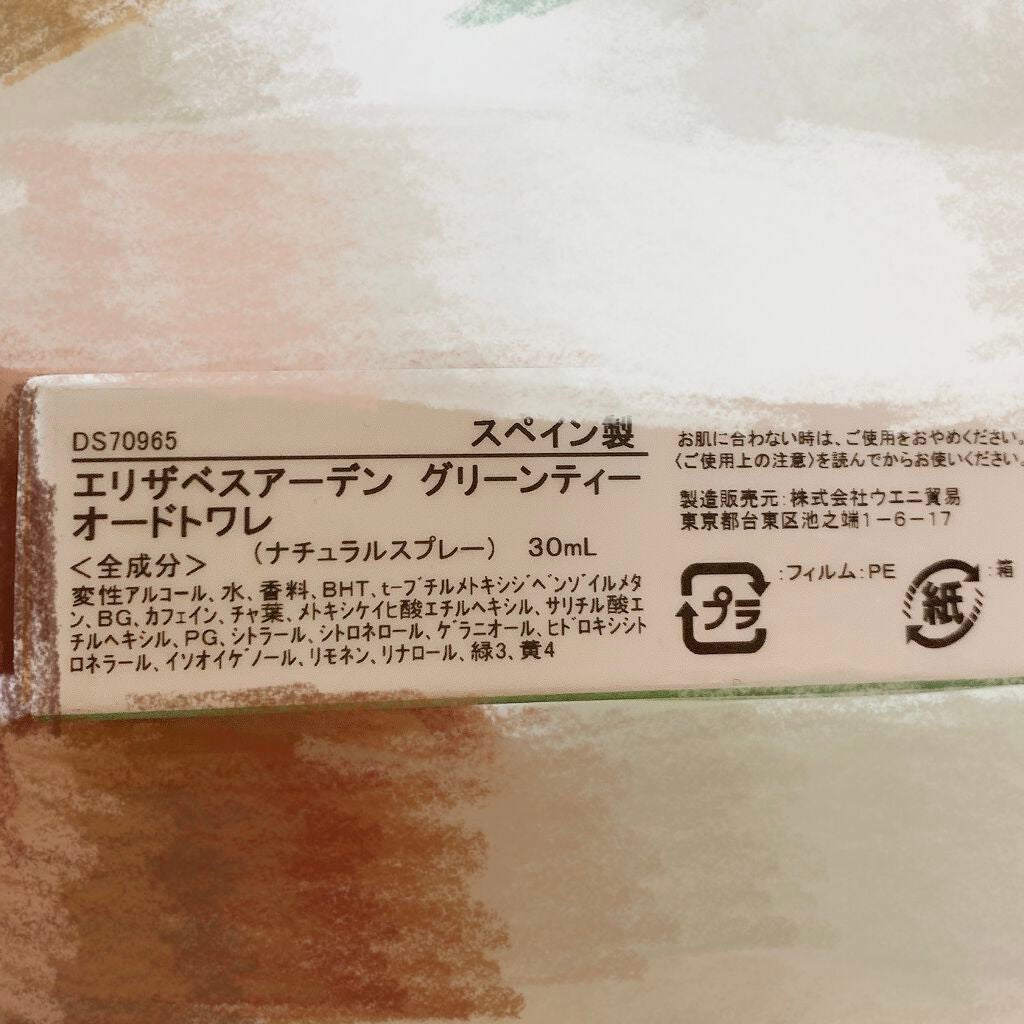 DS70965 スペイン製
エリザベスアーデン グリーンティー
オードトワレ
(ナチュラルスプレー) 30mL
<全成分>
変性アルコール、水、香料、BHT、t-ブチルメトキシジベンゾイルメタ
ン、BG、カフェイン、チャ葉、メトキシケイヒ酸エチルヘキシル、サリチル酸エ
チルヘキシル、PG、シトラール、シトロネロール、ゲラニオール、ヒドロキシシト
ロネラール、イソオイゲノール、リモネン、リナロール、緑3、黄4
お肌に合わない時は、ご使用をおやめください。
〈ご使用上の注意〉を読んでからお使いください。
製造販売元:株式会社ウエニ貿易
東京都台東区池之端1-6-17
プラ :フィルム:PE 紙 :箱